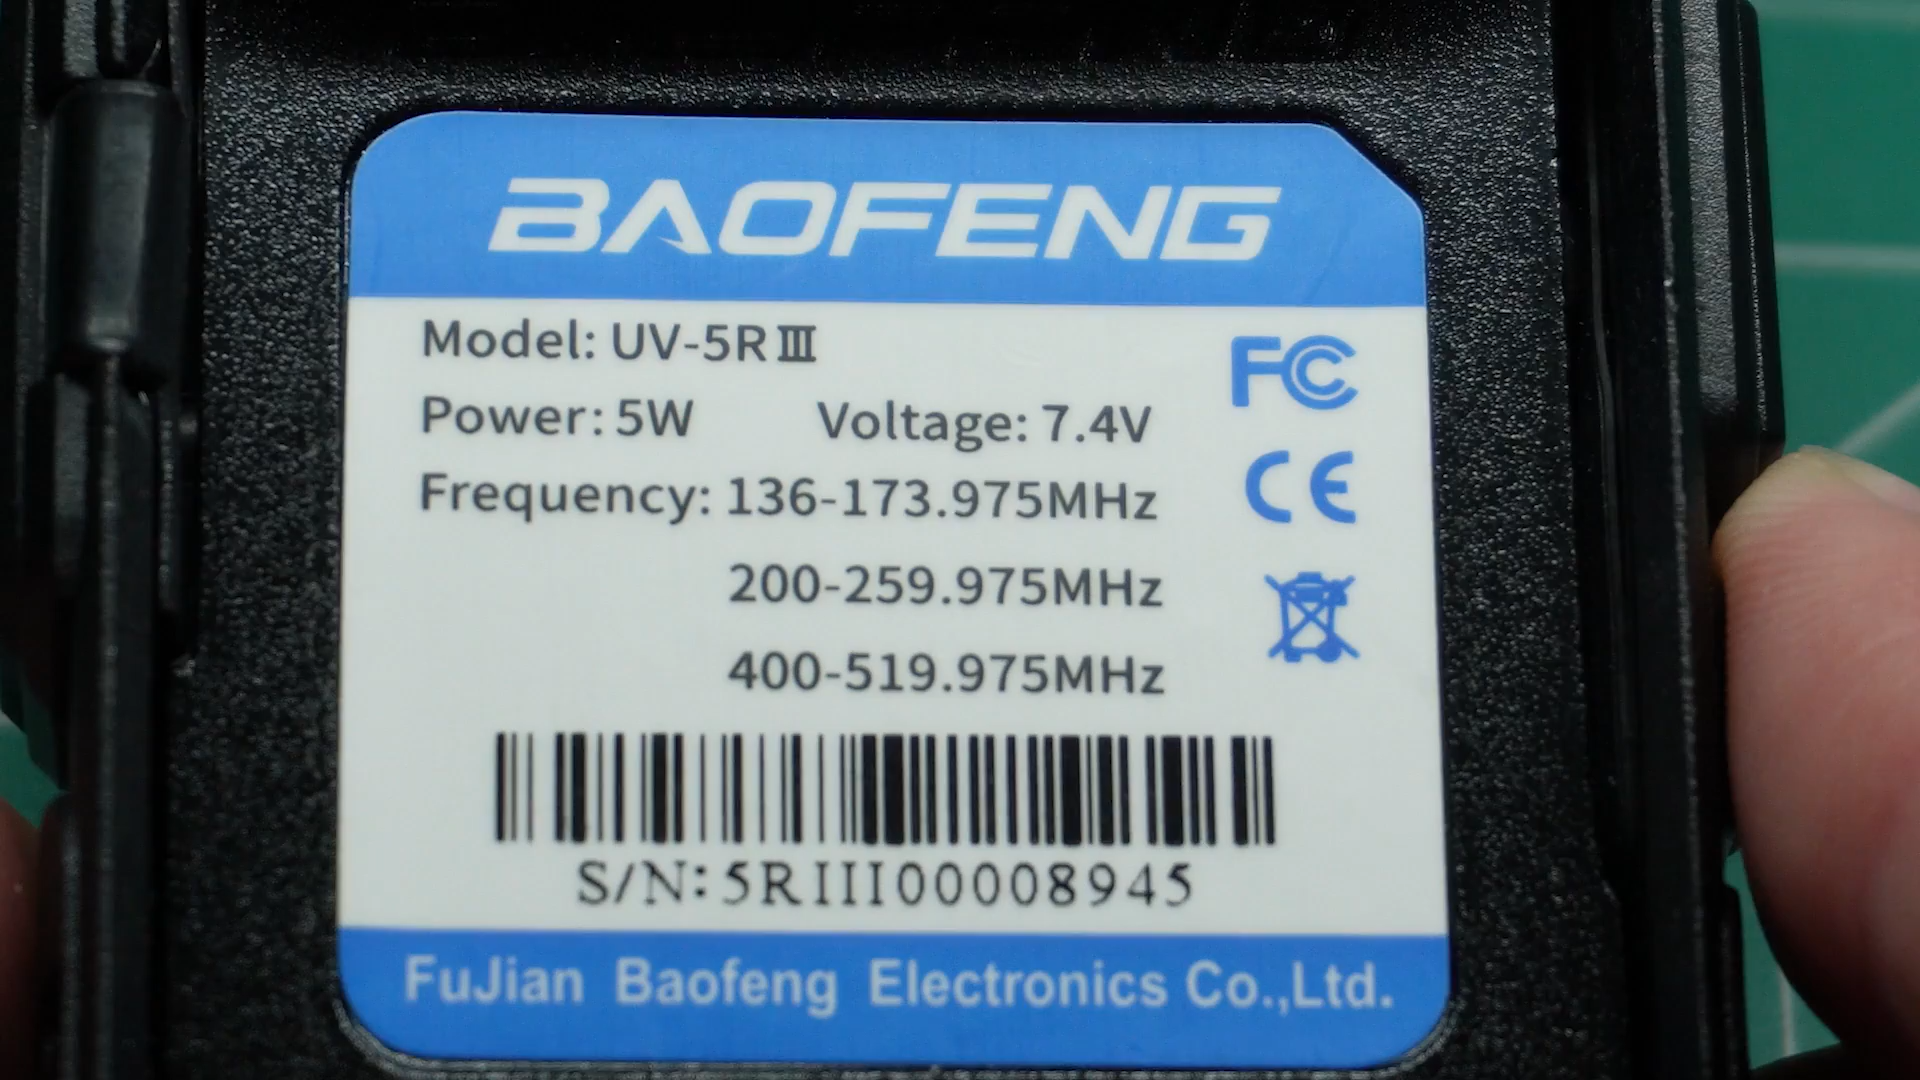 BAOFENG
Model: UV-5RⅢ
Power: 5W Voltage: 7.4V
Frequency: 136-173.975MHz
200-259.975MHz
400-519.975MHz
FC
CE
S/N:5RIII00008945
FuJian Baofeng Electronics Co.,Ltd.